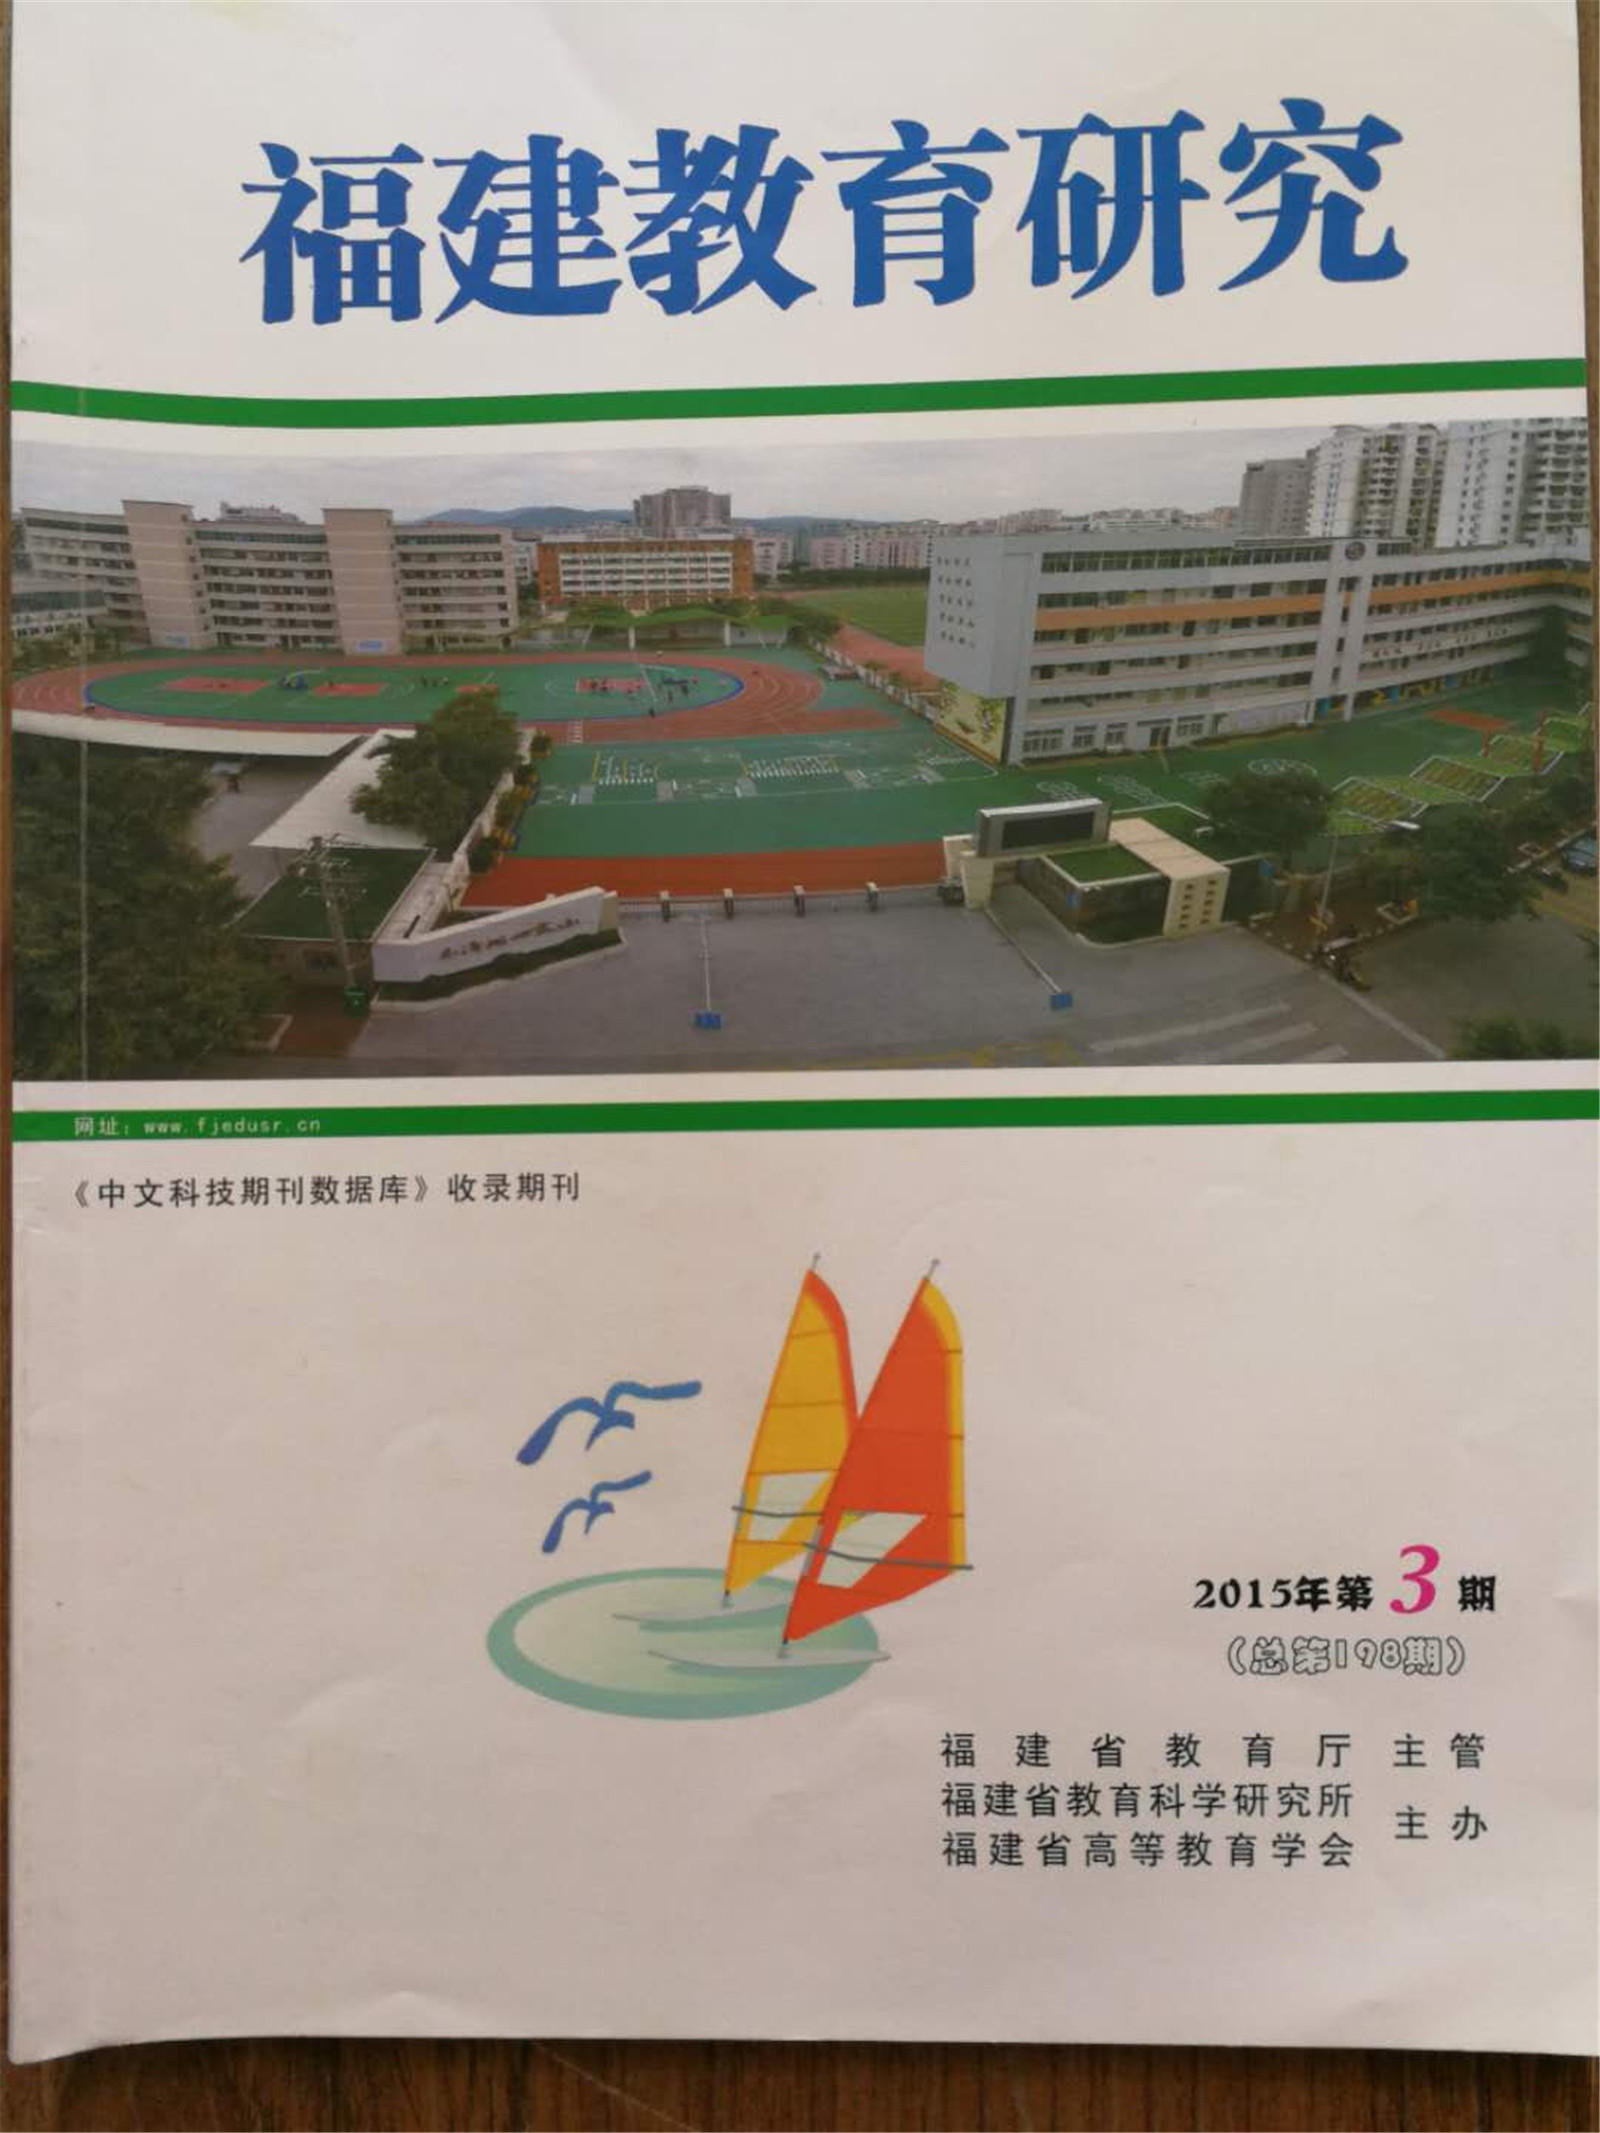 福建教育研究
网址：www.fjedusr.cn
《中文科技期刊数据库》收录期刊
2015年第3期
（总第198期）
福建省教育厅 主管
福建省教育科学研究所
福建省高等教育学会 主办